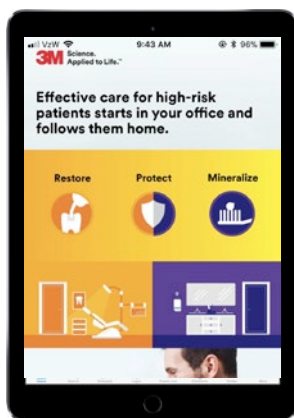 VzW 9:43 AM 96%
3M Science.
Applied to Life.™
Effective care for high-risk
patients starts in your office and
follows them home.
Restore Protect Mineralize